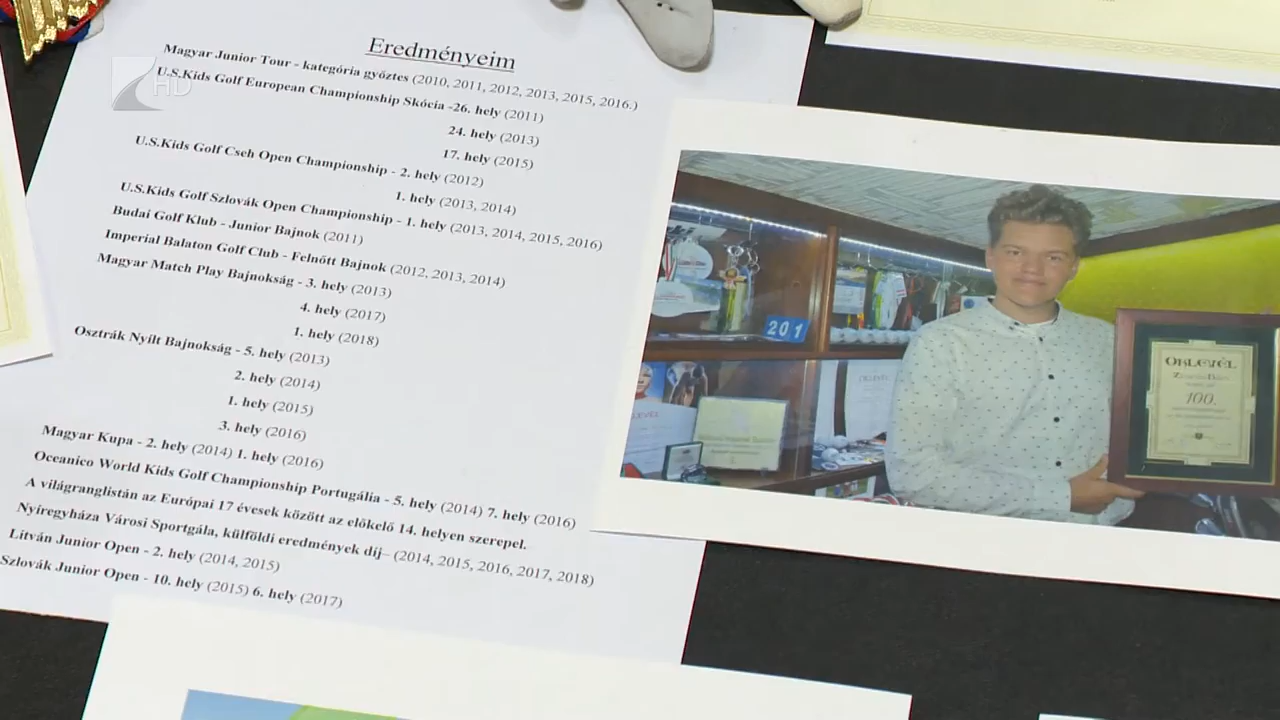 Eredményeim
Magyar Junior Tour - kategória győztes (2010, 2011, 2012, 2013, 2015, 2016.)
U.S.Kids Golf European Championship Skócia -26. hely (2011)
24. hely (2013)
17. hely (2015)
U.S.Kids Golf Cseh Open Championship - 2. hely (2012)
1. hely (2013, 2014)
U.S.Kids Golf Szlovák Open Championship - 1. hely (2013, 2014, 2015, 2016)
Budai Golf Klub - Junior Bajnok (2011)
Imperial Balaton Golf Club - Felnőtt Bajnok (2012, 2013, 2014)
Magyar Match Play Bajnokság - 3. hely (2013)
4. hely (2017)
1. hely (2018)
Osztrák Nyílt Bajnokság - 5. hely (2013)
2. hely (2014)
1. hely (2015)
3. hely (2016)
Magyar Kupa - 2. hely (2014) 1. hely (2016)
Oceanico World Kids Golf Championship Portugália - 5. hely (2014) 7. hely (2016)
A világranglistán az Európai 17 évesek között az előkelő 14. helyen szerepel.
Nyíregyháza Városi Sportgála, külföldi eredmények díj– (2014, 2015, 2016, 2017, 2018)
Litván Junior Open - 2. hely (2014, 2015)
Szlovák Junior Open - 10. hely (2015) 6. hely (2017)
HD
201
OKLEVÉL
100.